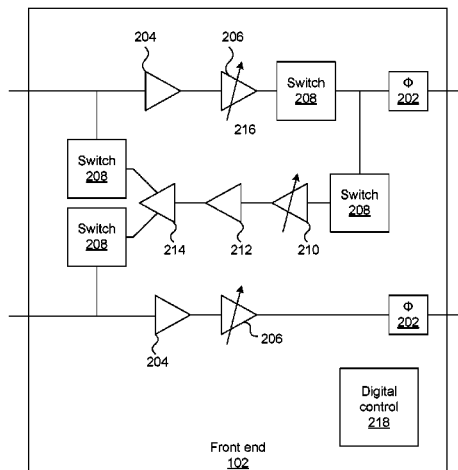 204
206
Switch
208
Φ
202
216
Switch
208
Switch
208
Switch
208
214
212
210
204
206
Φ
202
Digital
control
218
Front end
102